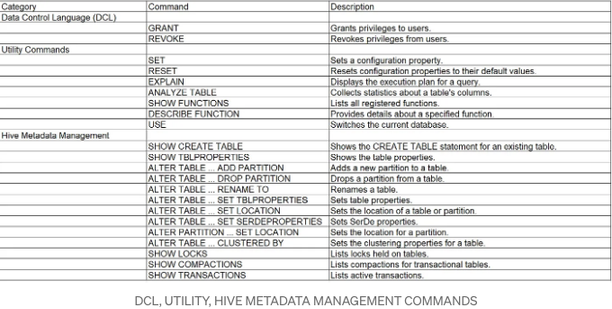 Category Command Description
Data Control Language (DCL)
GRANT Grants privileges to users.
REVOKE Revokes privileges from users.
Utility Commands
SET Sets a configuration property.
RESET Resets configuration properties to their default values.
EXPLAIN Displays the execution plan for a query.
ANALYZE TABLE Collects statistics about a table's columns.
SHOW FUNCTIONS Lists all registered functions.
DESCRIBE FUNCTION Provides details about a specified function.
USE Switches the current database.
Hive Metadata Management
SHOW CREATE TABLE Shows the CREATE TABLE statement for an existing table.
SHOW TBLPROPERTIES Shows the table properties.
ALTER TABLE ... ADD PARTITION Adds a new partition to a table.
ALTER TABLE ... DROP PARTITION Drops a partition from a table.
ALTER TABLE ... RENAME TO Renames a table.
ALTER TABLE ... SET TBLPROPERTIES Sets table properties.
ALTER TABLE ... SET LOCATION Sets the location of a table or partition.
ALTER TABLE ... SET SERDEPROPERTIES Sets SerDe properties.
ALTER PARTITION ... SET LOCATION Sets the location for a partition.
ALTER TABLE ... CLUSTERED BY Sets the clustering properties for a table.
SHOW LOCKS Lists locks held on tables.
SHOW COMPACTIONS Lists compactions for transactional tables.
SHOW TRANSACTIONS Lists active transactions.
DCL, UTILITY, HIVE METADATA MANAGEMENT COMMANDS